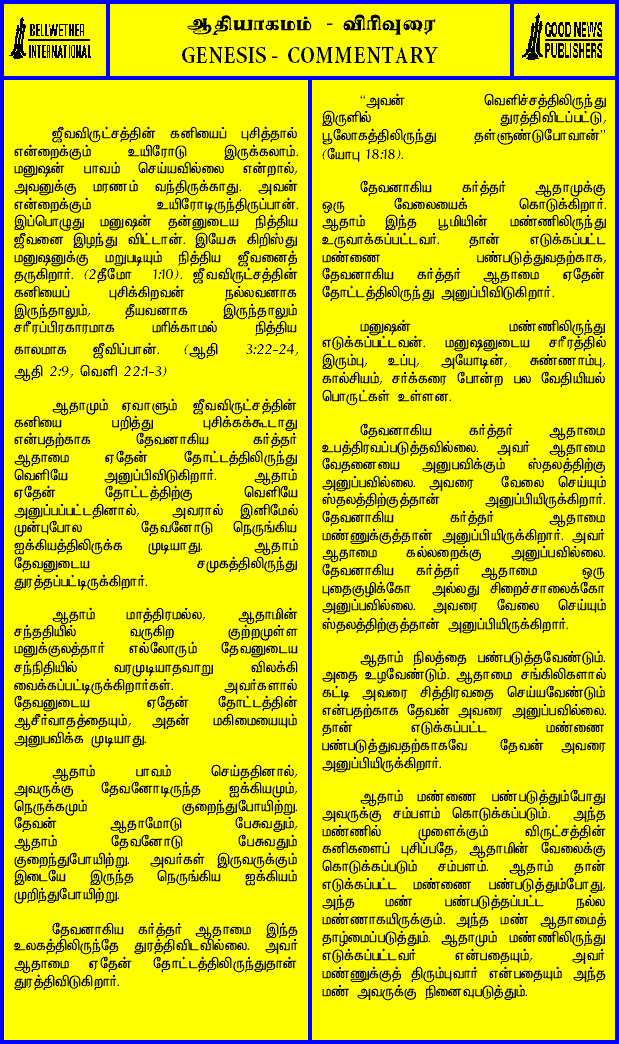 BELLWETHER
INTERNATIONAL
ஆதியாகமம் - விரிவுரை
GENESIS - COMMENTARY
GOOD NEWS
PUBLISHERS
ஜீவவிருட்சத்தின் கனியைப் புசித்தால்
என்றைக்கும் உயிரோடு இருக்கலாம்.
மனுஷன் பாவம் செய்யவில்லை என்றால்,
அவனுக்கு மரணம் வந்திருக்காது. அவன்
என்றைக்கும் உயிரோடிருந்திருப்பான்.
இப்பொழுது மனுஷன் தன்னுடைய நித்திய
ஜீவனை இழந்து விட்டான். இயேசு கிறிஸ்து
மனுஷனுக்கு மறுபடியும் நித்திய ஜீவனைத்
தருகிறார். (2தீமோ 1:10). ஜீவவிருட்சத்தின்
கனியைப் புசிக்கிறவன் நல்லவனாக
இருந்தாலும், தீயவனாக இருந்தாலும்
சரீரப்பிரகாரமாக மரிக்காமல் நித்திய
காலமாக ஜீவிப்பான். (ஆதி 3:22-24,
ஆதி 2:9, வெளி 22:1-3)
ஆதாமும் ஏவாளும் ஜீவவிருட்சத்தின்
கனியை பறித்து புசிக்கக்கூடாது
என்பதற்காக தேவனாகிய கர்த்தர்
ஆதாமை ஏதேன் தோட்டத்திலிருந்து
வெளியே அனுப்பிவிடுகிறார். ஆதாம்
ஏதேன் தோட்டத்திற்கு வெளியே
அனுப்பப்பட்டதினால், அவரால் இனிமேல்
முன்புபோல தேவனோடு நெருங்கிய
ஐக்கியத்திலிருக்க முடியாது. ஆதாம்
தேவனுடைய சமுகத்திலிருந்து
துரத்தப்பட்டிருக்கிறார்.
ஆதாம் மாத்திரமல்ல, ஆதாமின்
சந்ததியில் வருகிற குற்றமுள்ள
மனுக்குலத்தார் எல்லோரும் தேவனுடைய
சந்நிதியில் வரமுடியாதவாறு விலக்கி
வைக்கப்பட்டிருக்கிறார்கள். அவர்களால்
தேவனுடைய ஏதேன் தோட்டத்தின்
ஆசீர்வாதத்தையும், அதன் மகிமையையும்
அனுபவிக்க முடியாது.
ஆதாம் பாவம் செய்ததினால்,
அவருக்கு தேவனோடிருந்த ஐக்கியமும்,
நெருக்கமும் குறைந்துபோயிற்று.
தேவன் ஆதாமோடு பேசுவதும்,
ஆதாம் தேவனோடு பேசுவதும்
குறைந்துபோயிற்று. அவர்கள் இருவருக்கும்
இடையே இருந்த நெருங்கிய ஐக்கியம்
முறிந்துபோயிற்று.
தேவனாகிய கர்த்தர் ஆதாமை இந்த
உலகத்திலிருந்தே துரத்திவிடவில்லை. அவர்
ஆதாமை ஏதேன் தோட்டத்திலிருந்துதான்
துரத்திவிடுகிறார்.
“அவன் வெளிச்சத்திலிருந்து
இருளில் துரத்திவிடப்பட்டு,
பூலோகத்திலிருந்து தள்ளுண்டுபோவான்”
(யோபு 18:18).
தேவனாகிய கர்த்தர் ஆதாமுக்கு
ஒரு வேலையைக் கொடுக்கிறார்.
ஆதாம் இந்த பூமியின் மண்ணிலிருந்து
உருவாக்கப்பட்டவர். தான் எடுக்கப்பட்ட
மண்ணை பண்படுத்துவதற்காக,
தேவனாகிய கர்த்தர் ஆதாமை ஏதேன்
தோட்டத்திலிருந்து அனுப்பிவிடுகிறார்.
மனுஷன் மண்ணிலிருந்து
எடுக்கப்பட்டவன். மனுஷனுடைய சரீரத்தில்
இரும்பு, உப்பு, அயோடின், சுண்ணாம்பு,
கால்சியம், சர்க்கரை போன்ற பல வேதியியல்
பொருட்கள் உள்ளன.
தேவனாகிய கர்த்தர் ஆதாமை
உபத்திரவப்படுத்தவில்லை. அவர் ஆதாமை
வேதனையை அனுபவிக்கும் ஸ்தலத்திற்கு
அனுப்பவில்லை. அவரை வேலை செய்யும்
ஸ்தலத்திற்குத்தான் அனுப்பியிருக்கிறார்.
தேவனாகிய கர்த்தர் ஆதாமை
மண்ணுக்குத்தான் அனுப்பியிருக்கிறார். அவர்
ஆதாமை கல்லறைக்கு அனுப்பவில்லை.
தேவனாகிய கர்த்தர் ஆதாமை ஒரு
புதைகுழிக்கோ அல்லது சிறைச்சாலைக்கோ
அனுப்பவில்லை. அவரை வேலை செய்யும்
ஸ்தலத்திற்குத்தான் அனுப்பியிருக்கிறார்.
ஆதாம் நிலத்தை பண்படுத்தவேண்டும்.
அதை உழவேண்டும். ஆதாமை சங்கிலிகளால்
கட்டி அவரை சித்திரவதை செய்யவேண்டும்
என்பதற்காக தேவன் அவரை அனுப்பவில்லை.
தான் எடுக்கப்பட்ட மண்ணை
பண்படுத்துவதற்காகவே தேவன் அவரை
அனுப்பியிருக்கிறார்.
ஆதாம் மண்ணை பண்படுத்தும்போது
அவருக்கு சம்பளம் கொடுக்கப்படும். அந்த
மண்ணில் முளைக்கும் விருட்சத்தின்
கனிகளைப் புசிப்பதே, ஆதாமின் வேலைக்கு
கொடுக்கப்படும் சம்பளம். ஆதாம் தான்
எடுக்கப்பட்ட மண்ணை பண்படுத்தும்போது,
அந்த மண் பண்படுத்தப்பட்ட நல்ல
மண்ணாகயிருக்கும். அந்த மண் ஆதாமைத்
தாழ்மைப்படுத்தும். ஆதாமும் மண்ணிலிருந்து
எடுக்கப்பட்டவர் என்பதையும், அவர்
மண்ணுக்குத் திரும்புவார் என்பதையும் அந்த
மண் அவருக்கு நினைவுபடுத்தும்.